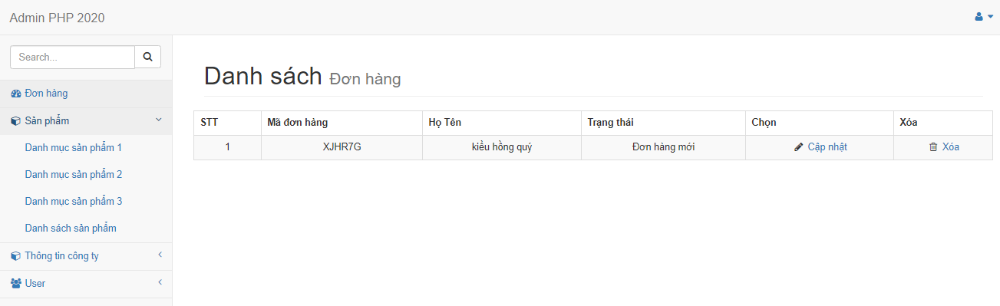 Admin PHP 2020
Search...
Đơn hàng
Sản phẩm
Danh mục sản phẩm 1
Danh mục sản phẩm 2
Danh mục sản phẩm 3
Danh sách sản phẩm
Thông tin công ty
User
Danh sách Đơn hàng
STT Mã đơn hàng Họ Tên Trạng thái Chọn Xóa
1 XJHR7G kiều hồng quý Đơn hàng mới Cập nhật Xóa